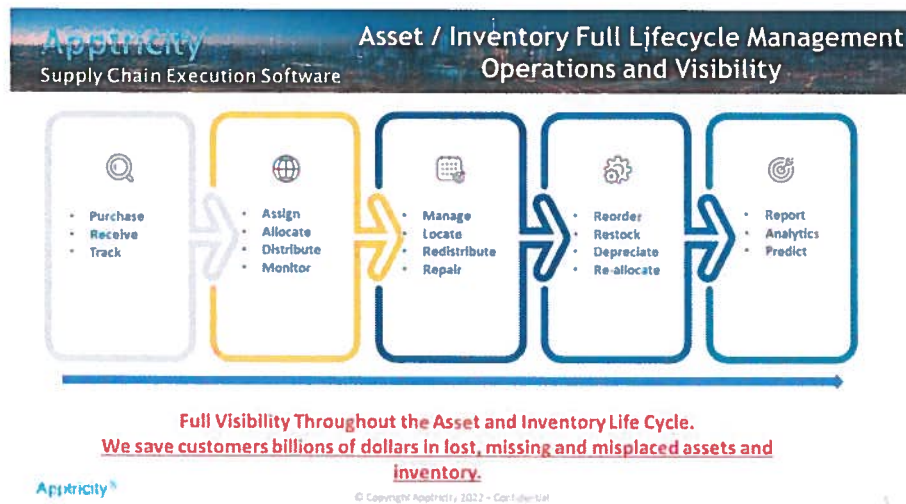 Apptricity
Supply Chain Execution Software
Asset / Inventory Full Lifecycle Management
Operations and Visibility
• Purchase
• Receive
• Track
• Assign
• Allocate
• Distribute
• Monitor
• Manage
• Locate
• Redistribute
• Repair
• Reorder
• Restock
• Depreciate
• Re-allocate
• Report
• Analytics
• Predict
Full Visibility Throughout the Asset and Inventory Life Cycle.
We save customers billions of dollars in lost, missing and misplaced assets and
inventory.
Apptricity®
© Copyright Apptricity 2022 - Confidential
5